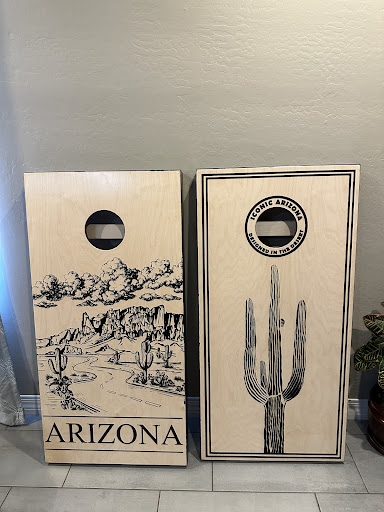 ARIZONA
ICONIC ARIZONA
DESIGNED IN THE DESERT